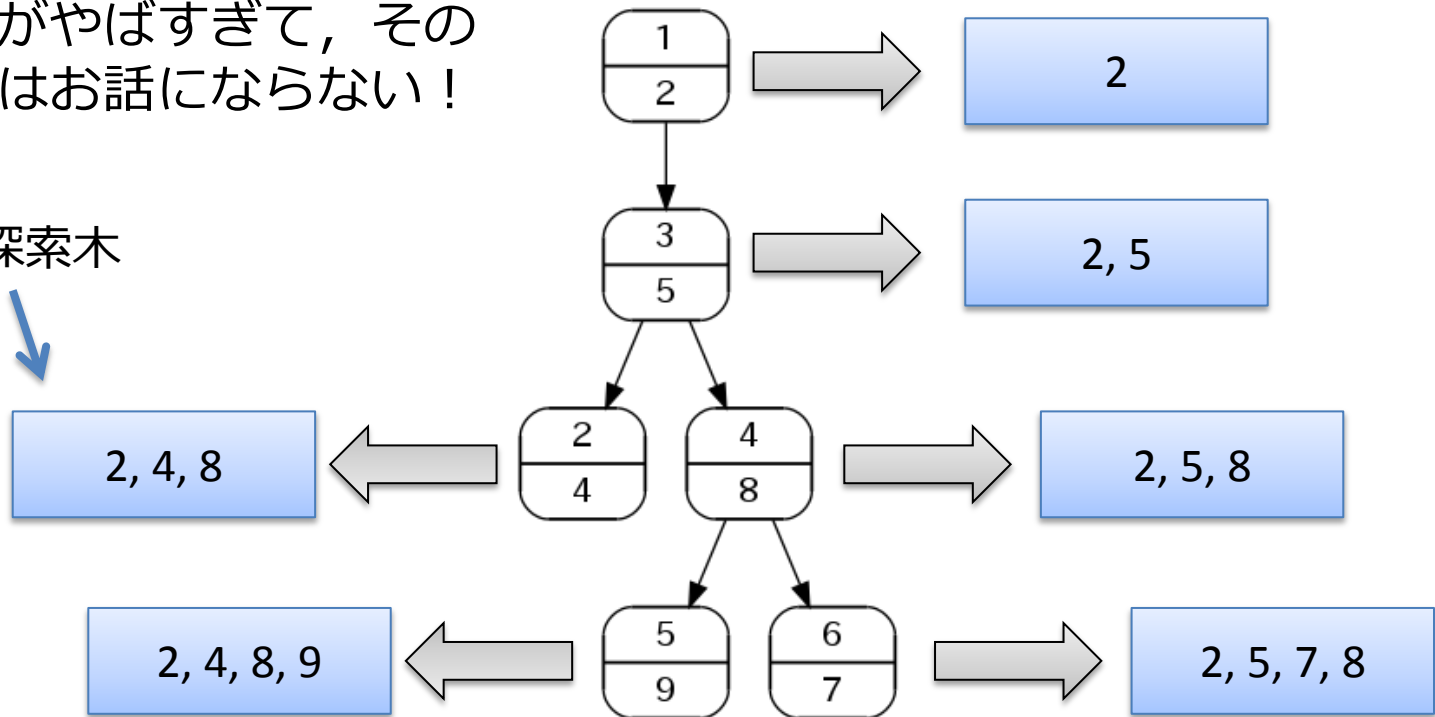 がやばすぎて，その
はお話にならない！
1
2
2
3
5
2, 5
探索木
2, 4, 8
2
4
4
8
2, 5, 8
2, 4, 8, 9
5
9
6
7
2, 5, 7, 8